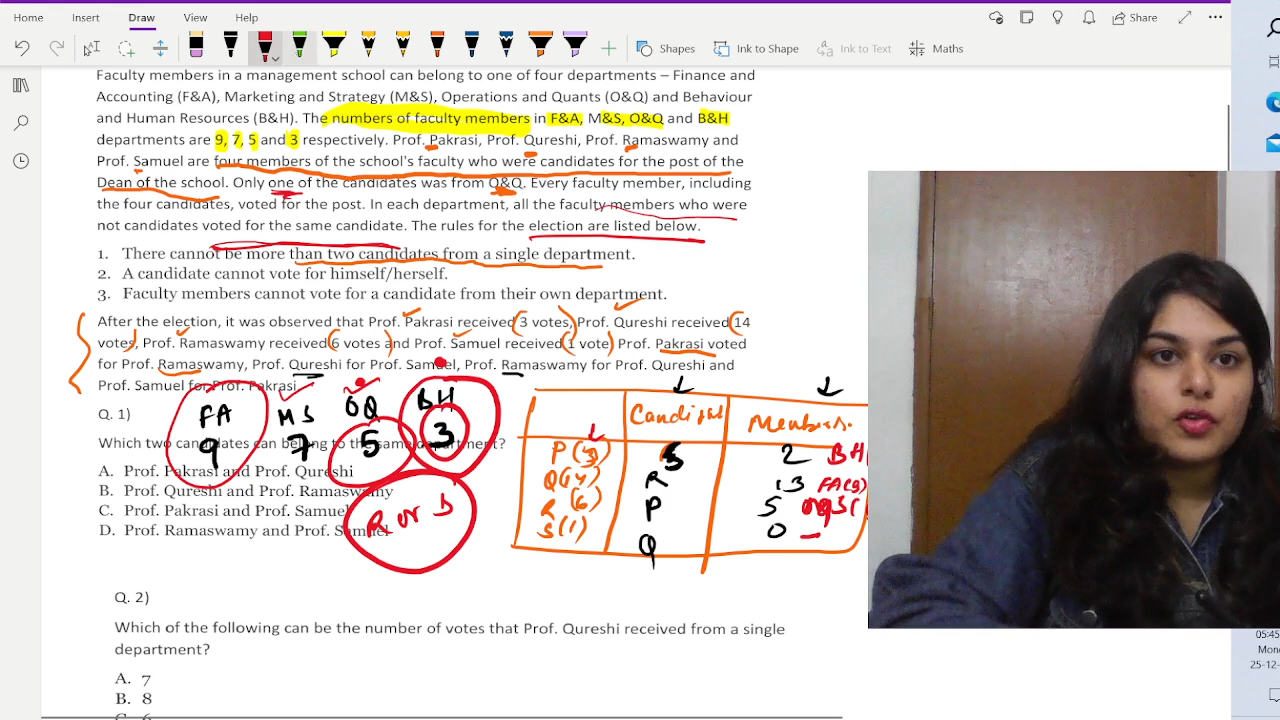 Home Insert Draw View Help Share
Shapes Ink to Shape Ink to Text Maths
Faculty members in a management school can belong to one of four departments – Finance and
Accounting (F&A), Marketing and Strategy (M&S), Operations and Quants (O&Q) and Behaviour
and Human Resources (B&H). The numbers of faculty members in F&A, M&S, O&Q and B&H
departments are 9, 7, 5 and 3 respectively. Prof. Pakrasi, Prof. Qureshi, Prof. Ramaswamy and
Prof. Samuel are four members of the school's faculty who were candidates for the post of the
Dean of the school. Only one of the candidates was from O&Q. Every faculty member, including
the four candidates, voted for the post. In each department, all the faculty members who were
not candidates voted for the same candidate. The rules for the election are listed below.
1. There cannot be more than two candidates from a single department.
2. A candidate cannot vote for himself/herself.
3. Faculty members cannot vote for a candidate from their own department.
After the election, it was observed that Prof. Pakrasi received 3 votes, Prof. Qureshi received 14
votes, Prof. Ramaswamy received 6 votes and Prof. Samuel received 1 vote. Prof. Pakrasi voted
for Prof. Ramaswamy, Prof. Qureshi for Prof. Samuel, Prof. Ramaswamy for Prof. Qureshi and
Prof. Samuel for Prof. Pakrasi
FA MS OQ BH
9 7 5 3
R or S
Candidat Members
P(3) S 2 BH
Q(14) R 13 FA(9)
R(6) P 5
S(1) Q 0
Q. 1)
Which two candidates can belong to the same department?
A. Prof. Pakrasi and Prof. Qureshi
B. Prof. Qureshi and Ramaswamy
C. Prof. Pakrasi and Prof. Samuel
D. Prof. Ramaswamy and Prof. Samuel
Q. 2)
Which of the following can be the number of votes that Prof. Qureshi received from a single
department?
A. 7
B. 8
C. 6
05:45
Mon
25-12-